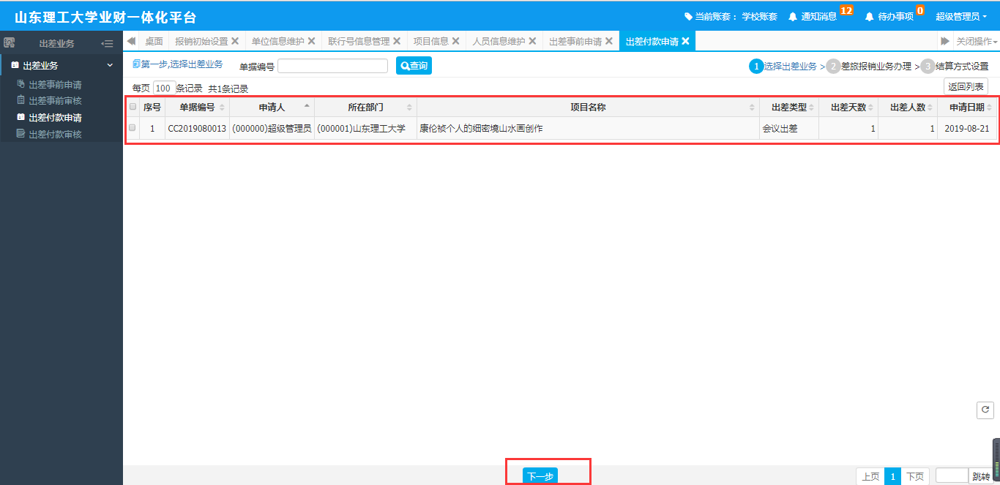 山东理工大学业财一体化平台
当前账套： 学校账套 通知消息 12 待办事项 0 超级管理员
出差业务
桌面 报销初始设置 单位信息维护 联行号信息管理 项目信息 人员信息维护 出差事前申请 出差付款申请 关闭操作
出差业务
出差事前申请
出差事前审核
出差付款申请
出差付款审核
第一步,选择出差业务 单据编号 查询 1 选择出差业务 > 2 差旅报销业务办理 > 3 结算方式设置
每页 100 条记录 共1条记录 返回列表
序号 单据编号 申请人 所在部门 项目名称 出差类型 出差天数 出差人数 申请日期
1 CC2019080013 (000000)超级管理员 (000001)山东理工大学 康伦祯个人的细密境山水画创作 会议出差 1 1 2019-08-21
下一步 上页 1 下页 跳转